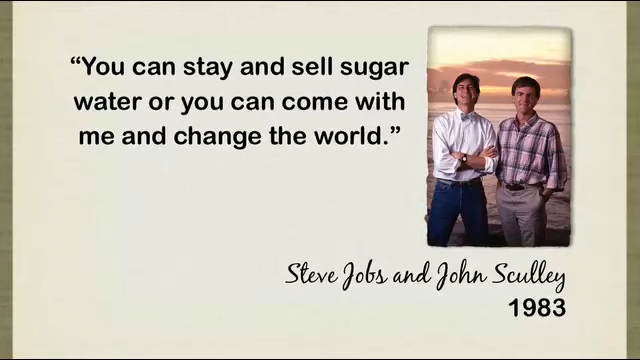 “You can stay and sell sugar
water or you can come with
me and change the world.”
Steve Jobs and John Sculley
1983